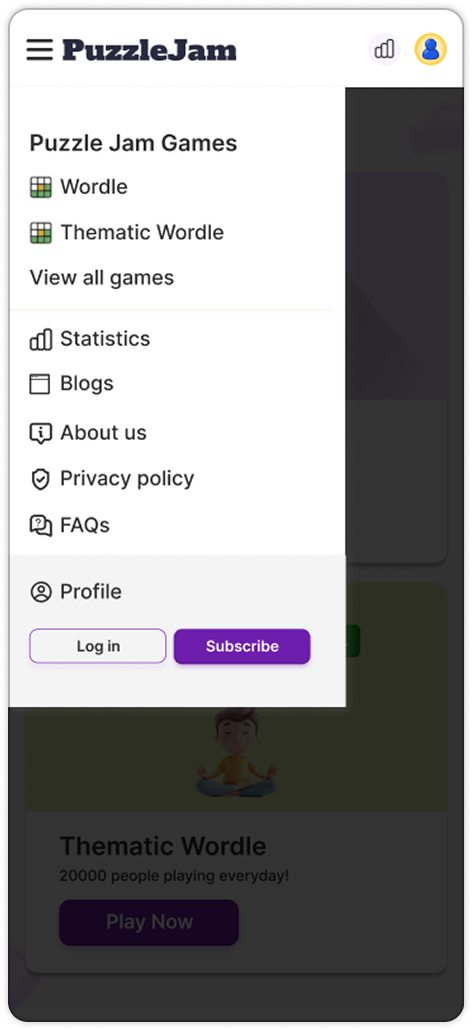 PuzzleJam
Puzzle Jam Games
Wordle
Thematic Wordle
View all games
Statistics
Blogs
About us
Privacy policy
FAQs
Profile
Log in
Subscribe
Thematic Wordle
20000 people playing everyday!
Play Now